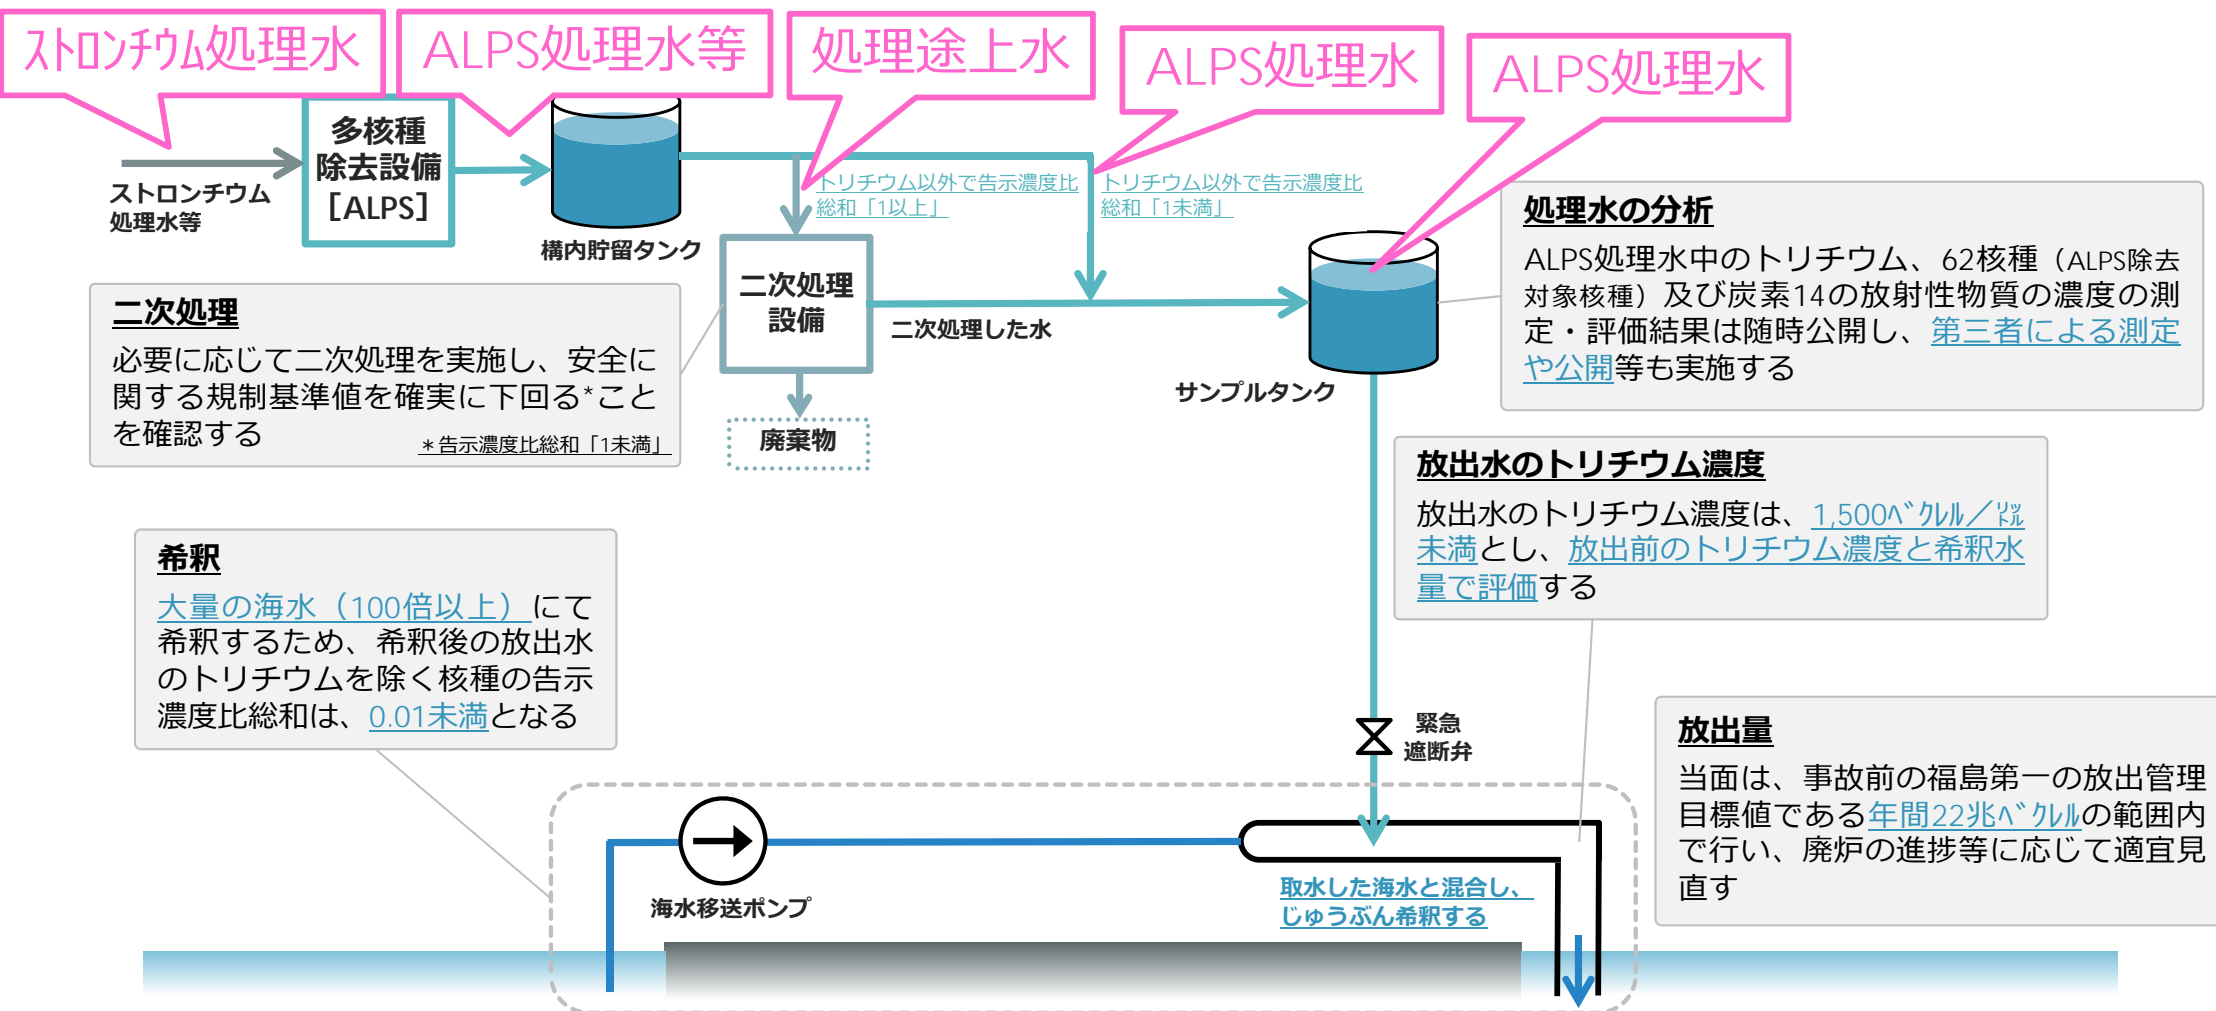 ｽﾄﾛﾝﾁｳﾑ処理水
ALPS処理水等
処理途上水
ALPS処理水
ALPS処理水
多核種
除去設備
[ALPS]
ストロンチウム
処理水等
構内貯留タンク
トリチウム以外で告示濃度比
総和「1以上」
トリチウム以外で告示濃度比
総和「1未満」
二次処理
設備
二次処理した水
廃棄物
サンプルタンク
処理水の分析
ALPS処理水中のトリチウム、62核種（ALPS除去
対象核種）及び炭素14の放射性物質の濃度の測
定・評価結果は随時公開し、第三者による測定
や公開等も実施する
二次処理
必要に応じて二次処理を実施し、安全に
関する規制基準値を確実に下回る*こと
を確認する
＊告示濃度比総和「1未満」
放出水のトリチウム濃度
放出水のトリチウム濃度は、1,500ﾍﾞｸﾚﾙ／㍑
未満とし、放出前のトリチウム濃度と希釈水
量で評価する
希釈
大量の海水（100倍以上）にて
希釈するため、希釈後の放出水
のトリチウムを除く核種の告示
濃度比総和は、0.01未満となる
緊急
遮断弁
放出量
当面は、事故前の福島第一の放出管理
目標値である年間22兆ﾍﾞｸﾚﾙの範囲内
で行い、廃炉の進捗等に応じて適宜見
直す
海水移送ポンプ
取水した海水と混合し、
じゅうぶん希釈する